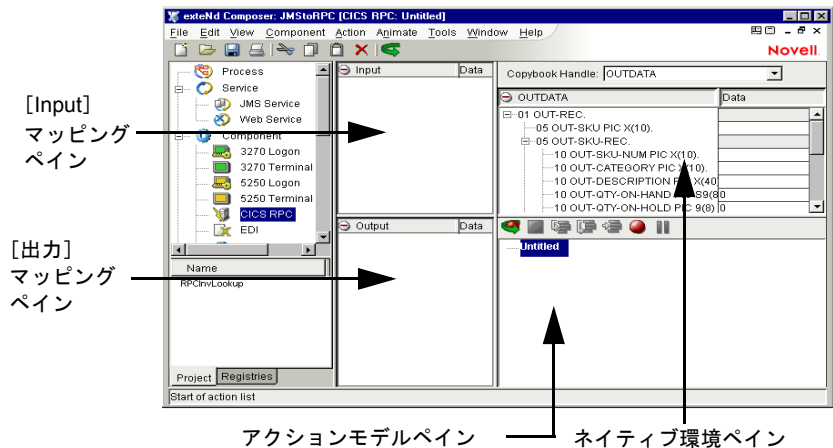 exteNd Composer: JMStoRPC [CICS RPC: Untitled]
File Edit View Component Action Animate Tools Window Help
Novell
Process
Service
JMS Service
Web Service
Component
3270 Logon
3270 Terminal
5250 Logon
5250 Terminal
CICS RPC
EDI
Name
RPCInvLookup
Project Registries
Start of action list
Input Data
Output Data
Copybook Handle: OUTDATA
OUTDATA Data
01 OUT-REC.
05 OUT-SKU PIC X(10).
05 OUT-SKU-REC.
10 OUT-SKU-NUM PIC X(10).
10 OUT-CATEGORY PIC X(10).
10 OUT-DESCRIPTION PIC X(40)
10 OUT-QTY-ON-HAND PIC S9(8 0
10 OUT-QTY-ON-HOLD PIC 9(8) 0
Untitled
[Input]
マッピング
ペイン
[出力]
マッピング
ペイン
アクションモデルペイン
ネイティブ環境ペイン